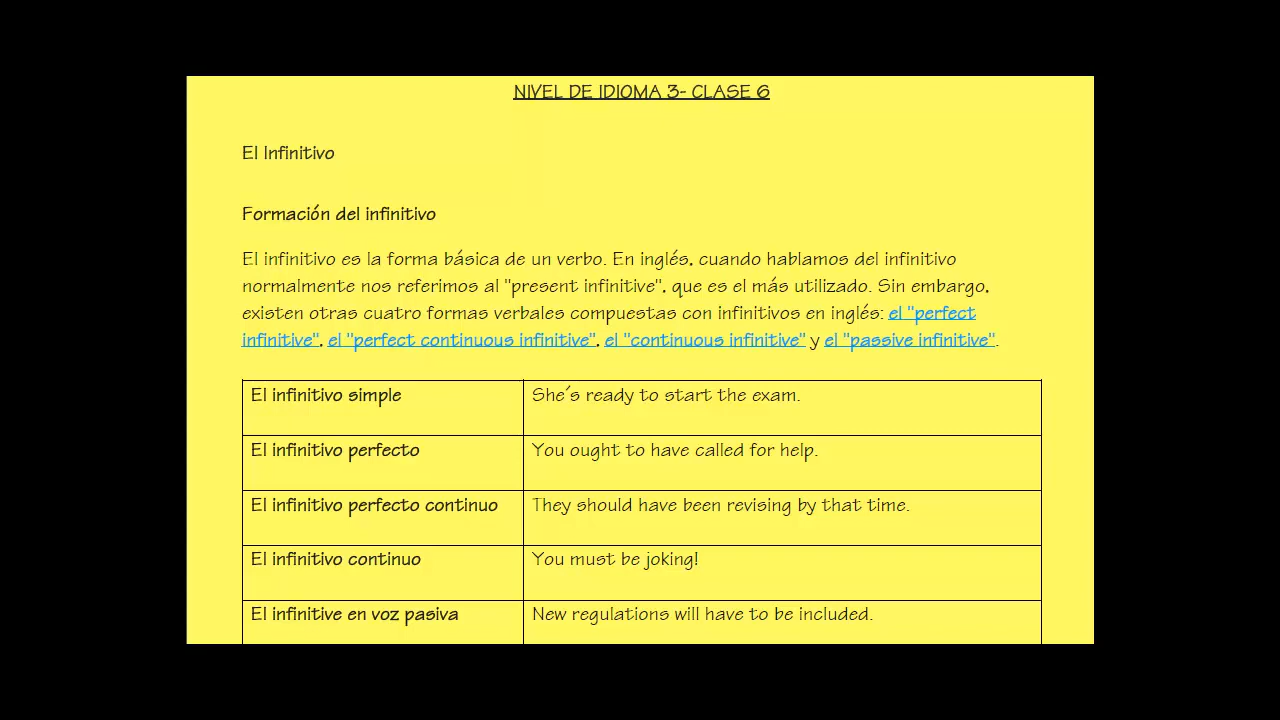 NIVEL DE IDIOMA 3- CLASE 6
El Infinitivo
Formación del infinitivo
El infinitivo es la forma básica de un verbo. En inglés, cuando hablamos del infinitivo
normalmente nos referimos al "present infinitive", que es el más utilizado. Sin embargo,
existen otras cuatro formas verbales compuestas con infinitivos en inglés: el "perfect
infinitive", el "perfect continuous infinitive", el "continuous infinitive" y el "passive infinitive".
El infinitivo simple She´s ready to start the exam.
El infinitivo perfecto You ought to have called for help.
El infinitivo perfecto continuo They should have been revising by that time.
El infinitivo continuo You must be joking!
El infinitive en voz pasiva New regulations will have to be included.